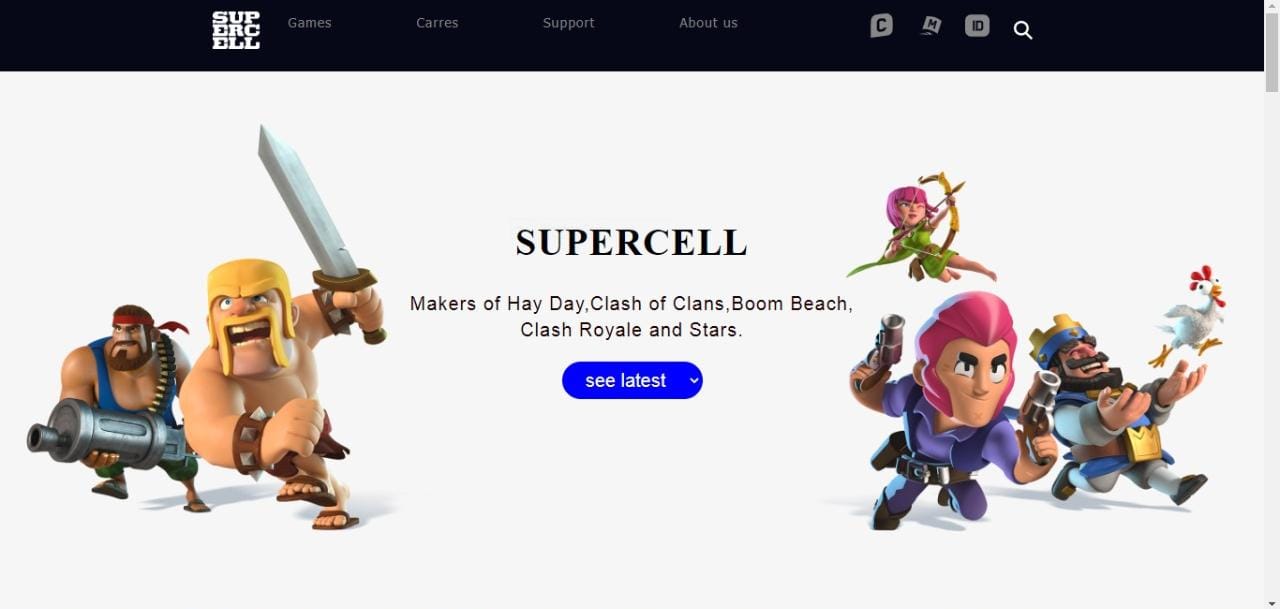 SUP
ERC
ELL
Games Carres Support About us
C M ID
SUPERCELL
Makers of Hay Day,Clash of Clans,Boom Beach,
Clash Royale and Stars.
see latest